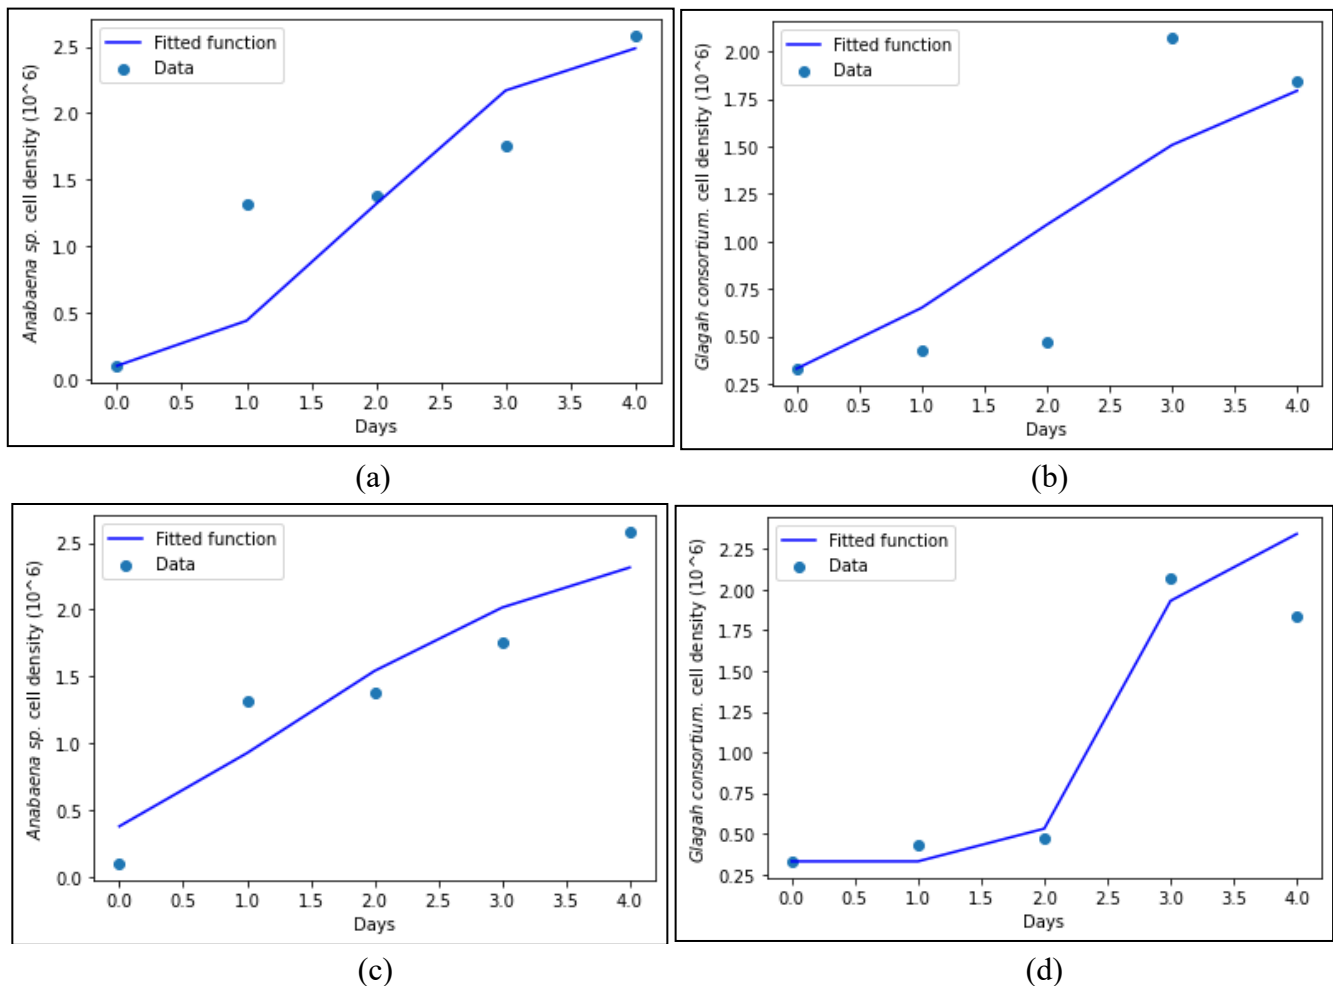 Anabaena sp. cell density (10^6)
2.5
2.0
1.5
1.0
0.5
0.0
Fitted function
Data
0.0 0.5 1.0 1.5 2.0 2.5 3.0 3.5 4.0
Days
(a)
Glagah consortium. cell density (10^6)
2.00
1.75
1.50
1.25
1.00
0.75
0.50
0.25
Fitted function
Data
0.0 0.5 1.0 1.5 2.0 2.5 3.0 3.5 4.0
Days
(b)
Anabaena sp. cell density (10^6)
2.5
2.0
1.5
1.0
0.5
0.0
Fitted function
Data
0.0 0.5 1.0 1.5 2.0 2.5 3.0 3.5 4.0
Days
(c)
Glagah consortium. cell density (10^6)
2.25
2.00
1.75
1.50
1.25
1.00
0.75
0.50
0.25
Fitted function
Data
0.0 0.5 1.0 1.5 2.0 2.5 3.0 3.5 4.0
Days
(d)